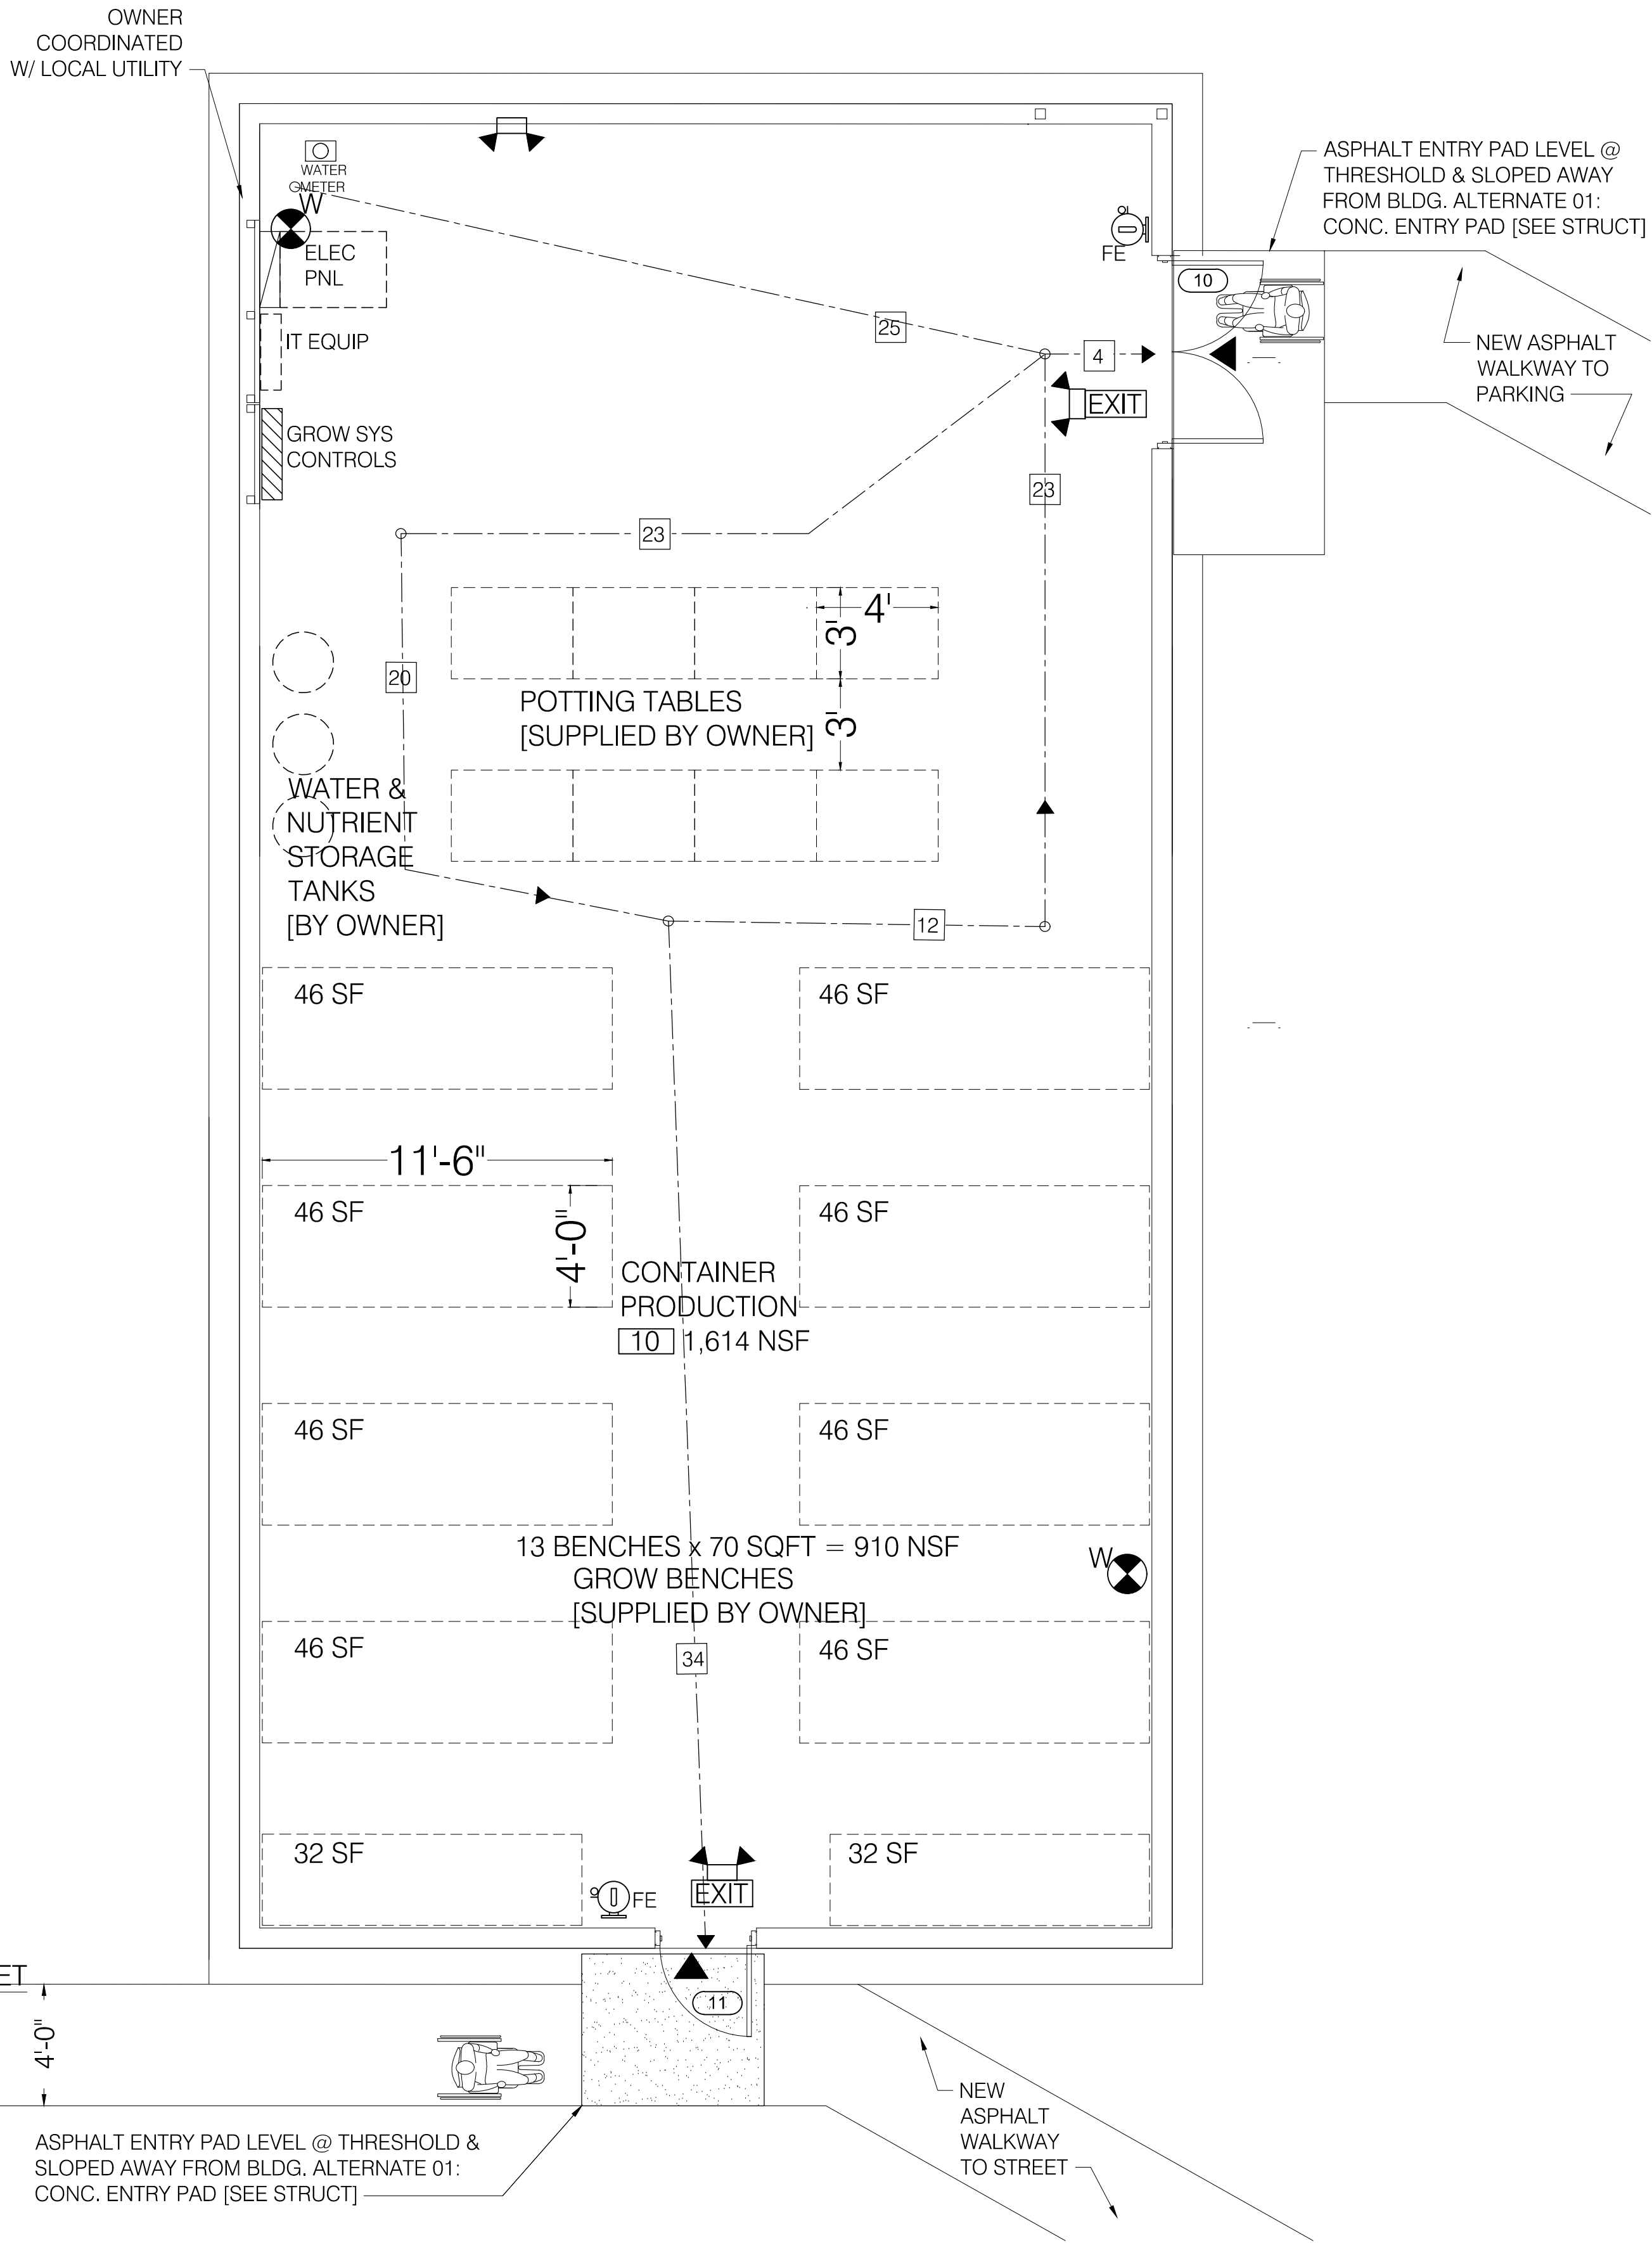 OWNER
COORDINATED
W/ LOCAL UTILITY
ASPHALT ENTRY PAD LEVEL @
THRESHOLD & SLOPED AWAY
FROM BLDG. ALTERNATE 01:
CONC. ENTRY PAD [SEE STRUCT]
WATER
METER
W
ELEC
PNL
FE
10
IT EQUIP
25
4
NEW ASPHALT
WALKWAY TO
PARKING
EXIT
GROW SYS
CONTROLS
23
23
4'
3'
20
POTTING TABLES
[SUPPLIED BY OWNER]
3'
WATER &
NUTRIENT
STORAGE
TANKS
[BY OWNER]
12
46 SF
46 SF
11'-6"
46 SF
46 SF
4'-0"
CONTAINER
PRODUCTION
10 1,614 NSF
46 SF
46 SF
13 BENCHES x 70 SQFT = 910 NSF
GROW BENCHES
[SUPPLIED BY OWNER]
W
46 SF
46 SF
34
32 SF
32 SF
FE
EXIT
11
4'-0"
NEW
ASPHALT
WALKWAY
TO STREET
ASPHALT ENTRY PAD LEVEL @ THRESHOLD &
SLOPED AWAY FROM BLDG. ALTERNATE 01:
CONC. ENTRY PAD [SEE STRUCT]